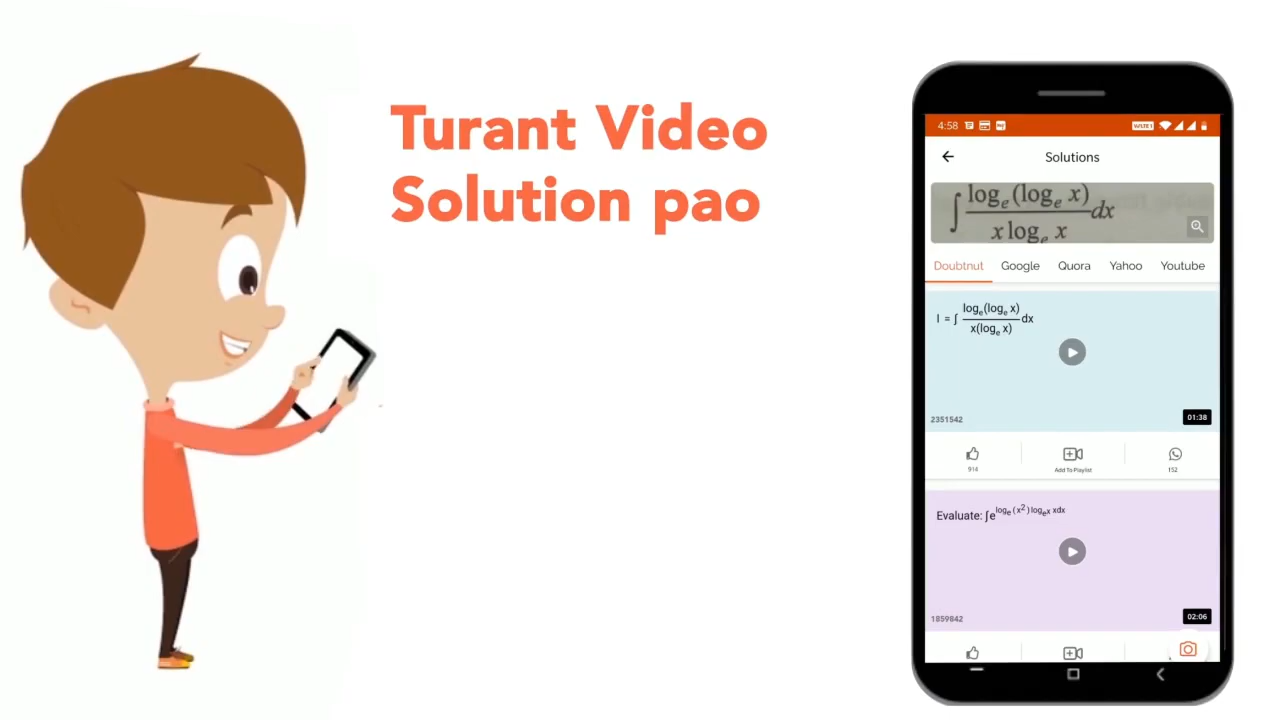 Turant Video
Solution pao
4:58
Solutions
∫ logₑ(logₑ x) / x logₑ x dx
Doubtnut Google Quora Yahoo Youtube
I = ∫ logₑ(logₑ x) / x(logₑ x) dx
2351542 01:38
914 Add To Playlist 152
Evaluate: ∫e^logₑ(x²)logₑx xdx
1859842 02:06